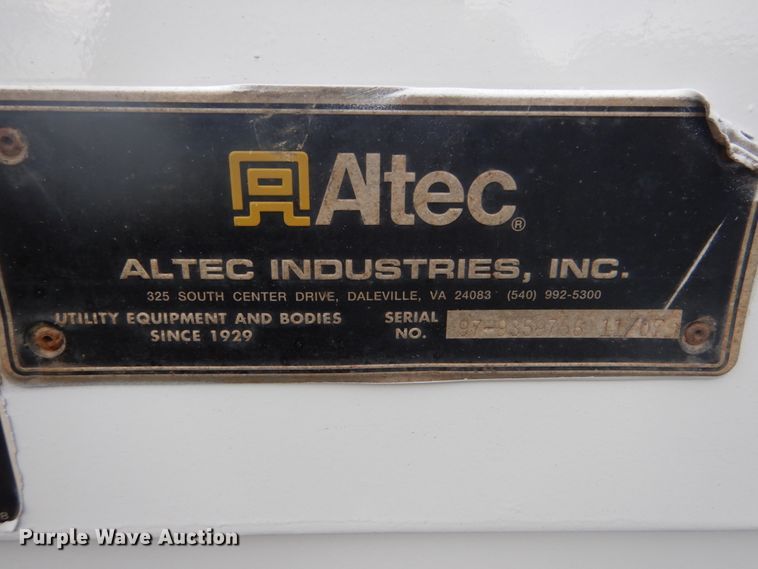 Altec®
ALTEC INDUSTRIES, INC.
325 SOUTH CENTER DRIVE, DALEVILLE, VA 24083 (540) 992-5300
UTILITY EQUIPMENT AND BODIES
SINCE 1929
SERIAL
NO.
B
Purple Wave Auction